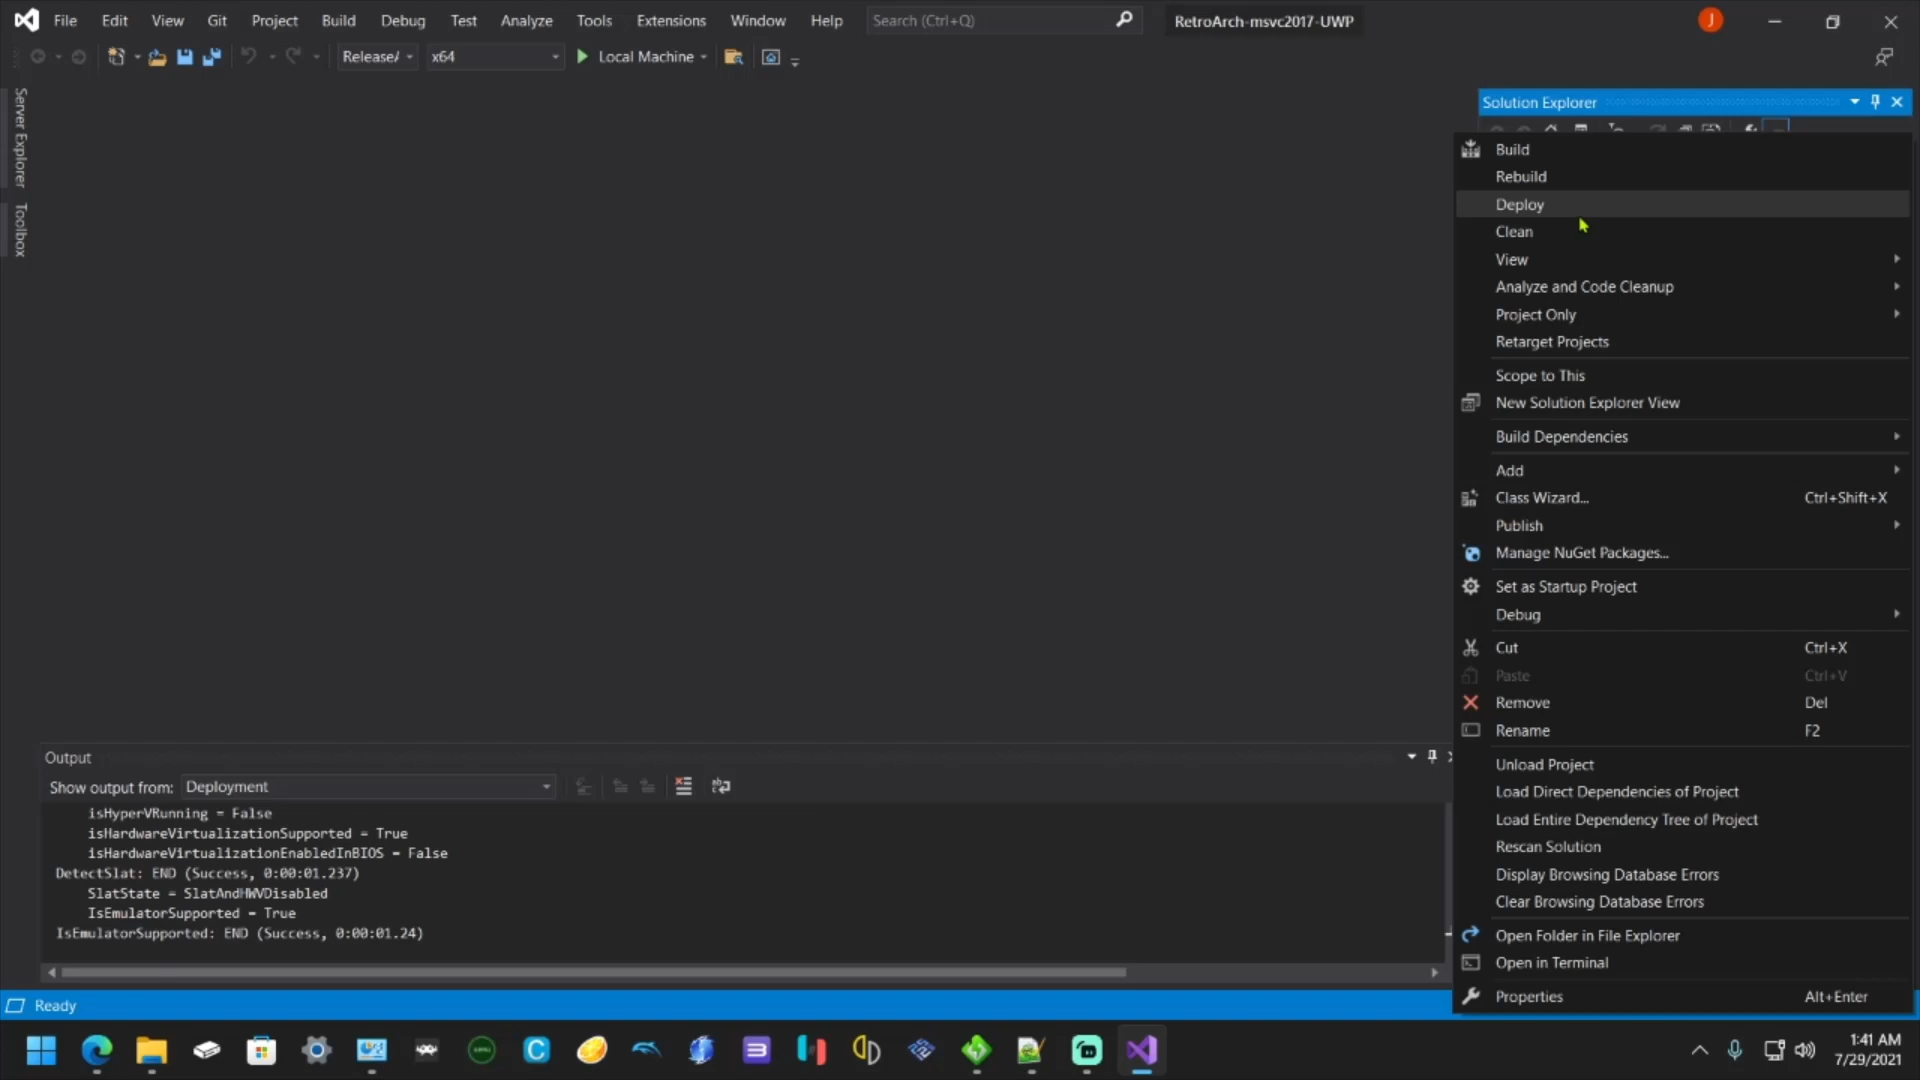 File Edit View Git Project Build Debug Test Analyze Tools Extensions Window Help Search (Ctrl+Q) RetroArch-msvc2017-UWP J
Release/ x64 Local Machine
Server Explorer
Toolbox
Solution Explorer
Build
Rebuild
Deploy
Clean
View
Analyze and Code Cleanup
Project Only
Retarget Projects
Scope to This
New Solution Explorer View
Build Dependencies
Add
Class Wizard... Ctrl+Shift+X
Publish
Manage NuGet Packages...
Set as Startup Project
Debug
Cut Ctrl+X
Paste Ctrl+V
Remove Del
Rename F2
Unload Project
Load Direct Dependencies of Project
Load Entire Dependency Tree of Project
Rescan Solution
Display Browsing Database Errors
Clear Browsing Database Errors
Open Folder in File Explorer
Open in Terminal
Properties Alt+Enter
Output
Show output from: Deployment
isHyperVRunning = False
isHardwareVirtualizationSupported = True
isHardwareVirtualizationEnabledInBIOS = False
DetectSlat: END (Success, 0:00:01.237)
SlatState = SlatAndHWVDisabled
IsEmulatorSupported = True
IsEmulatorSupported: END (Success, 0:00:01.24)
Ready
1:41 AM
7/29/2021